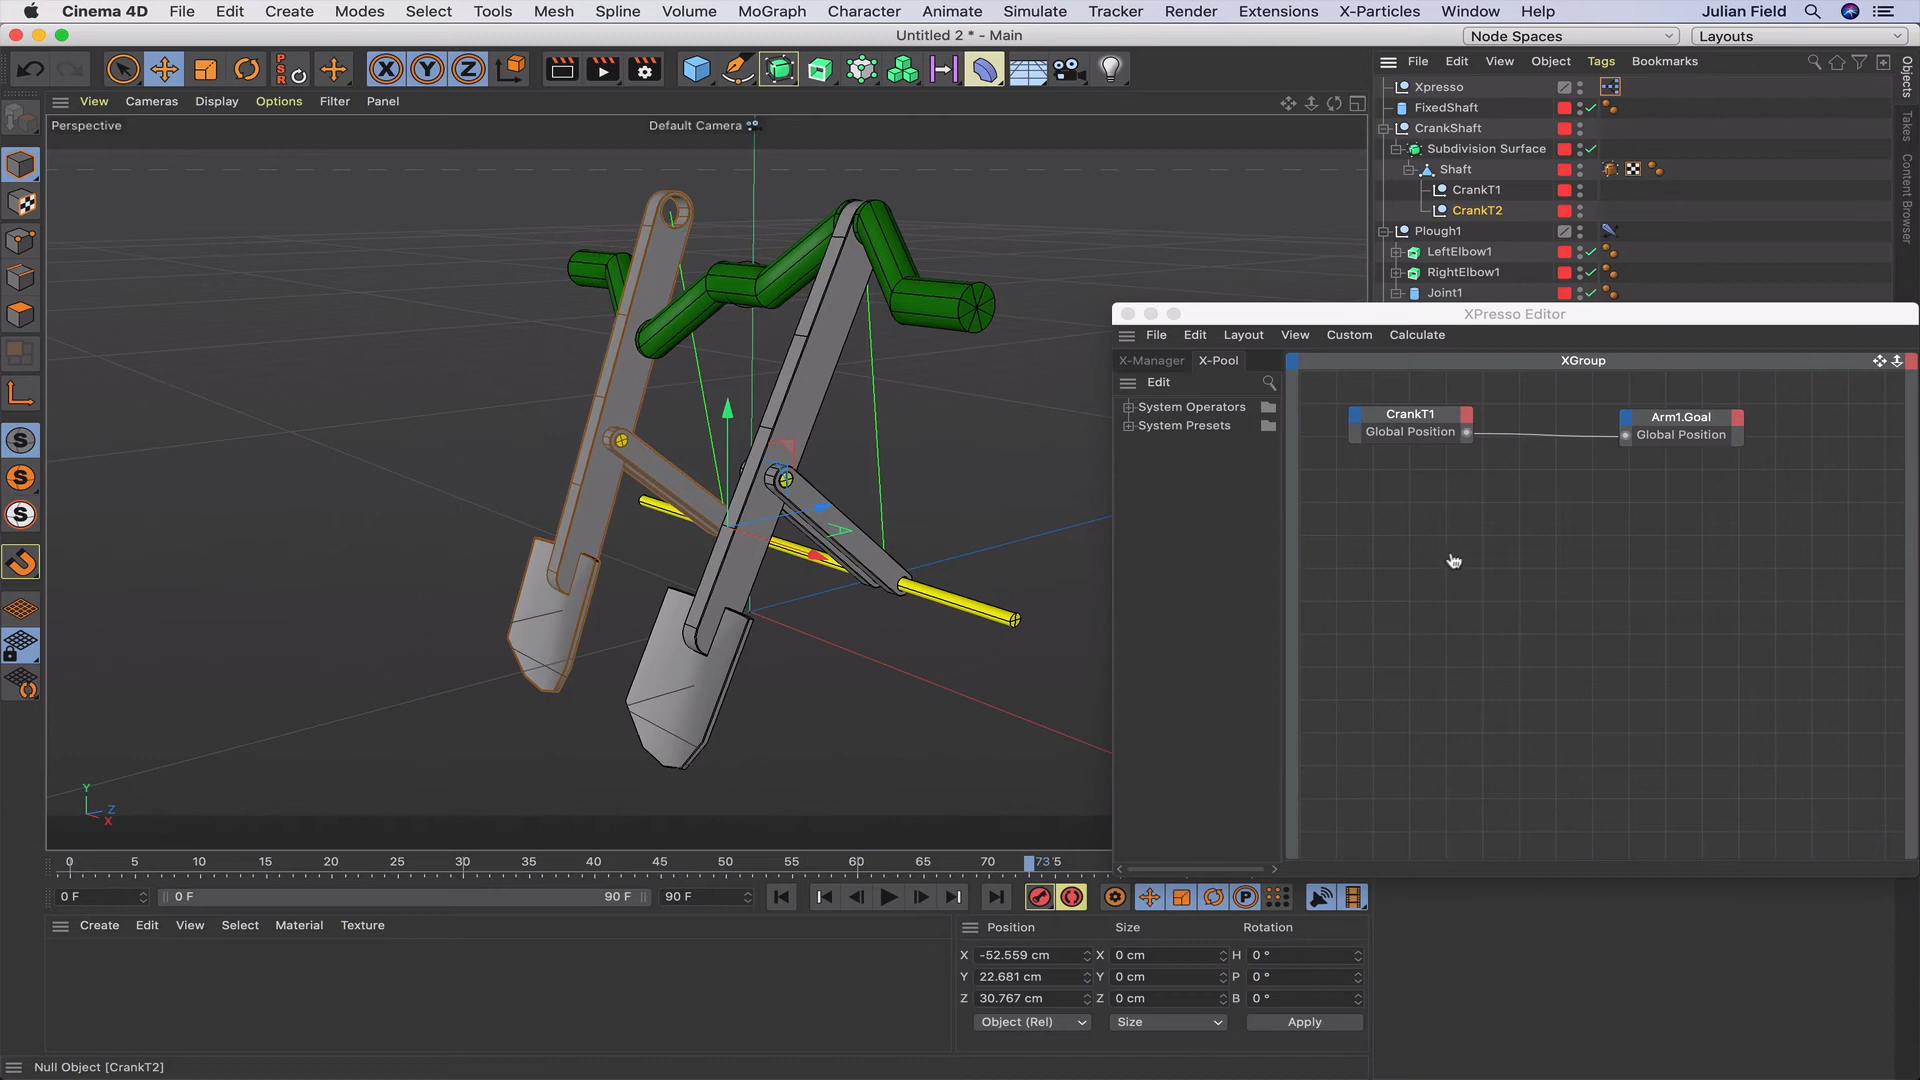 Cinema 4D File Edit Create Modes Select Tools Mesh Spline Volume MoGraph Character Animate Simulate Tracker Render Extensions X-Particles Window Help Julian Field
Untitled 2 * - Main
Node Spaces
Layouts
PSR
X Y Z
File Edit View Object Tags Bookmarks
View Cameras Display Options Filter Panel
Perspective
Default Camera
Xpresso
FixedShaft
CrankShaft
Subdivision Surface
Shaft
CrankT1
CrankT2
Plough1
LeftElbow1
RightElbow1
Joint1
Objects
Takes
Content Browser
XPresso Editor
File Edit Layout View Custom Calculate
X-Manager X-Pool
XGroup
Edit
System Operators
System Presets
CrankT1
Global Position
Arm1.Goal
Global Position
S
S
S
Y
Z
X
0 5 10 15 20 25 30 35 40 45 50 55 60 65 70 73'5
0 F
0 F
90 F
90 F
P
Create Edit View Select Material Texture
Position Size Rotation
X -52.559 cm X 0 cm H 0 °
Y 22.681 cm Y 0 cm P 0 °
Z 30.767 cm Z 0 cm B 0 °
Object (Rel) Size Apply
Null Object [CrankT2]